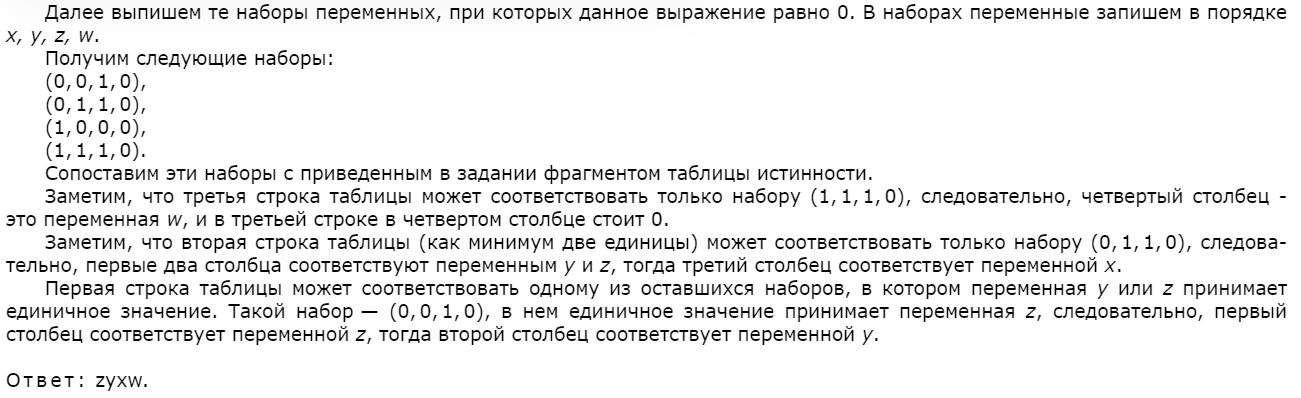 Далее выпишем те наборы переменных, при которых данное выражение равно 0. В наборах переменные запишем в порядке
x, y, z, w.
Получим следующие наборы:
(0, 0, 1, 0),
(0, 1, 1, 0),
(1, 0, 0, 0),
(1, 1, 1, 0).
Сопоставим эти наборы с приведенным в задании фрагментом таблицы истинности.
Заметим, что третья строка таблицы может соответствовать только набору (1, 1, 1, 0), следовательно, четвертый столбец -
это переменная w, и в третьей строке в четвертом столбце стоит 0.
Заметим, что вторая строка таблицы (как минимум две единицы) может соответствовать только набору (0, 1, 1, 0), следова-
тельно, первые два столбца соответствуют переменным y и z, тогда третий столбец соответствует переменной x.
Первая строка таблицы может соответствовать одному из оставшихся наборов, в котором переменная y или z принимает
единичное значение. Такой набор — (0, 0, 1, 0), в нем единичное значение принимает переменная z, следовательно, первый
столбец соответствует переменной z, тогда второй столбец соответствует переменной y.
Ответ: zyxw.